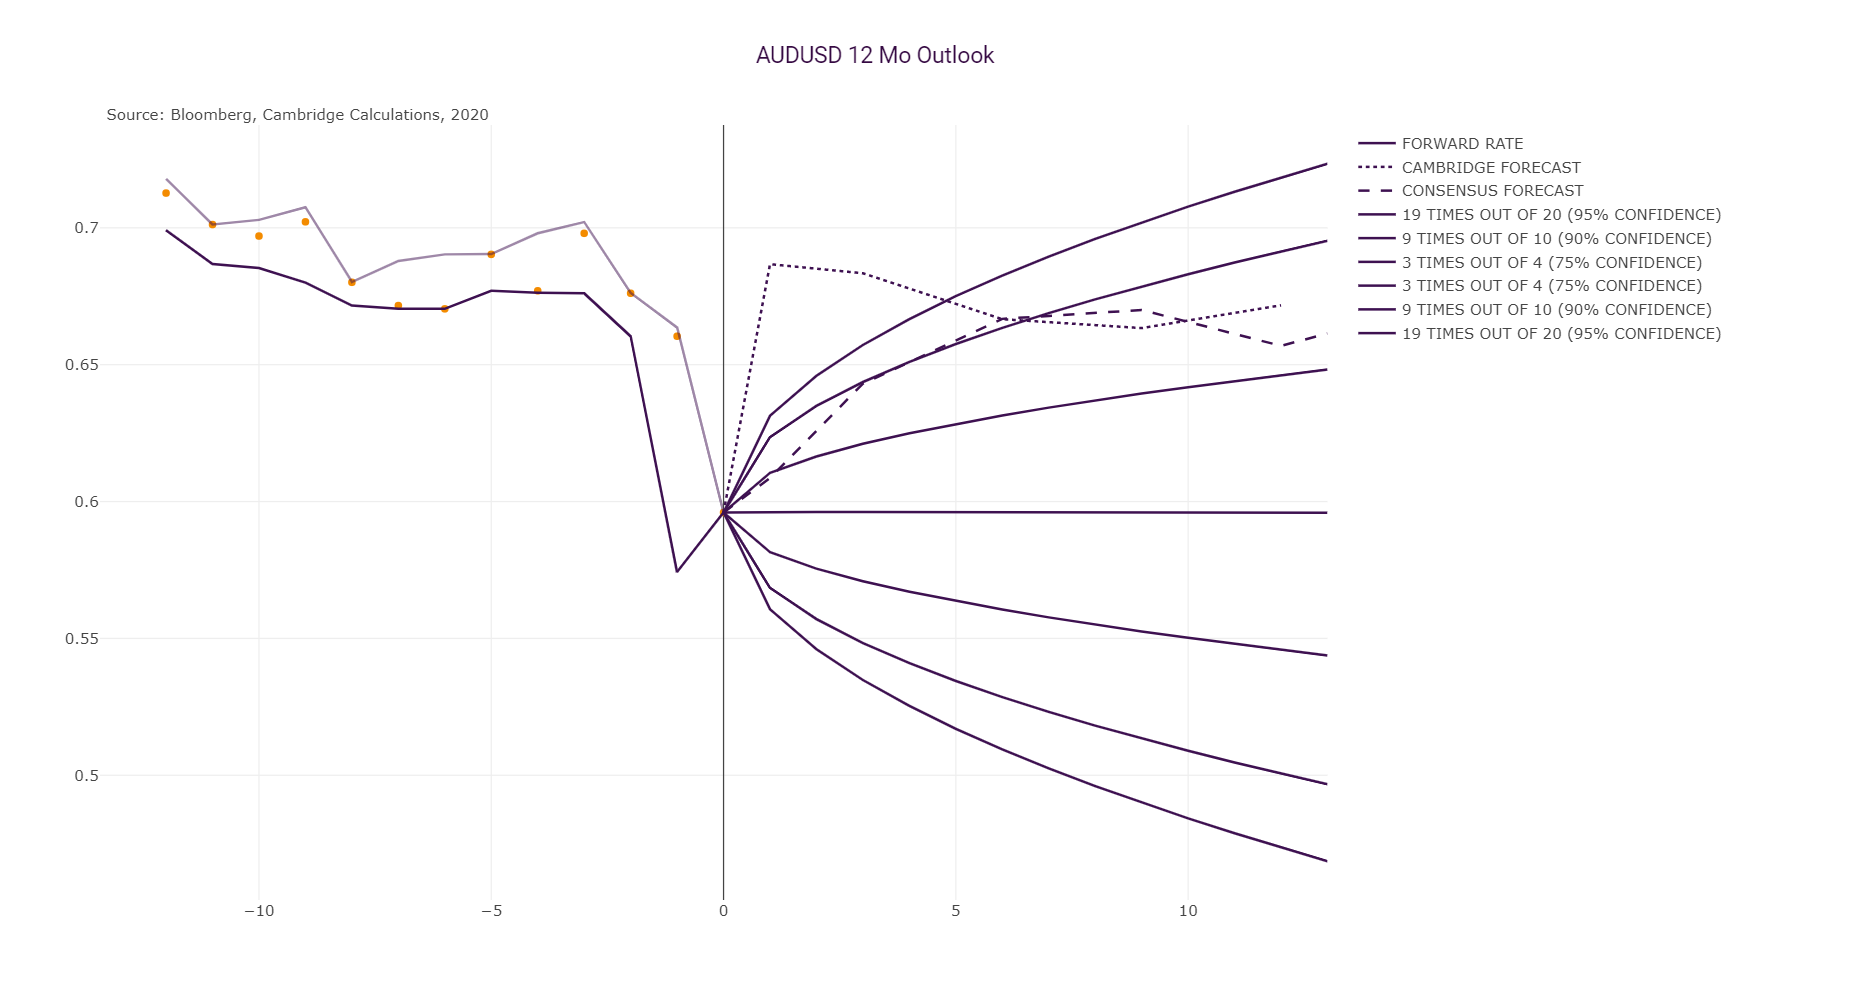 AUDUSD 12 Mo Outlook
Source: Bloomberg, Cambridge Calculations, 2020
FORWARD RATE
CAMBRIDGE FORECAST
CONSENSUS FORECAST
19 TIMES OUT OF 20 (95% CONFIDENCE)
9 TIMES OUT OF 10 (90% CONFIDENCE)
3 TIMES OUT OF 4 (75% CONFIDENCE)
3 TIMES OUT OF 4 (75% CONFIDENCE)
9 TIMES OUT OF 10 (90% CONFIDENCE)
19 TIMES OUT OF 20 (95% CONFIDENCE)
0.7
0.65
0.6
0.55
0.5
−10 −5 0 5 10